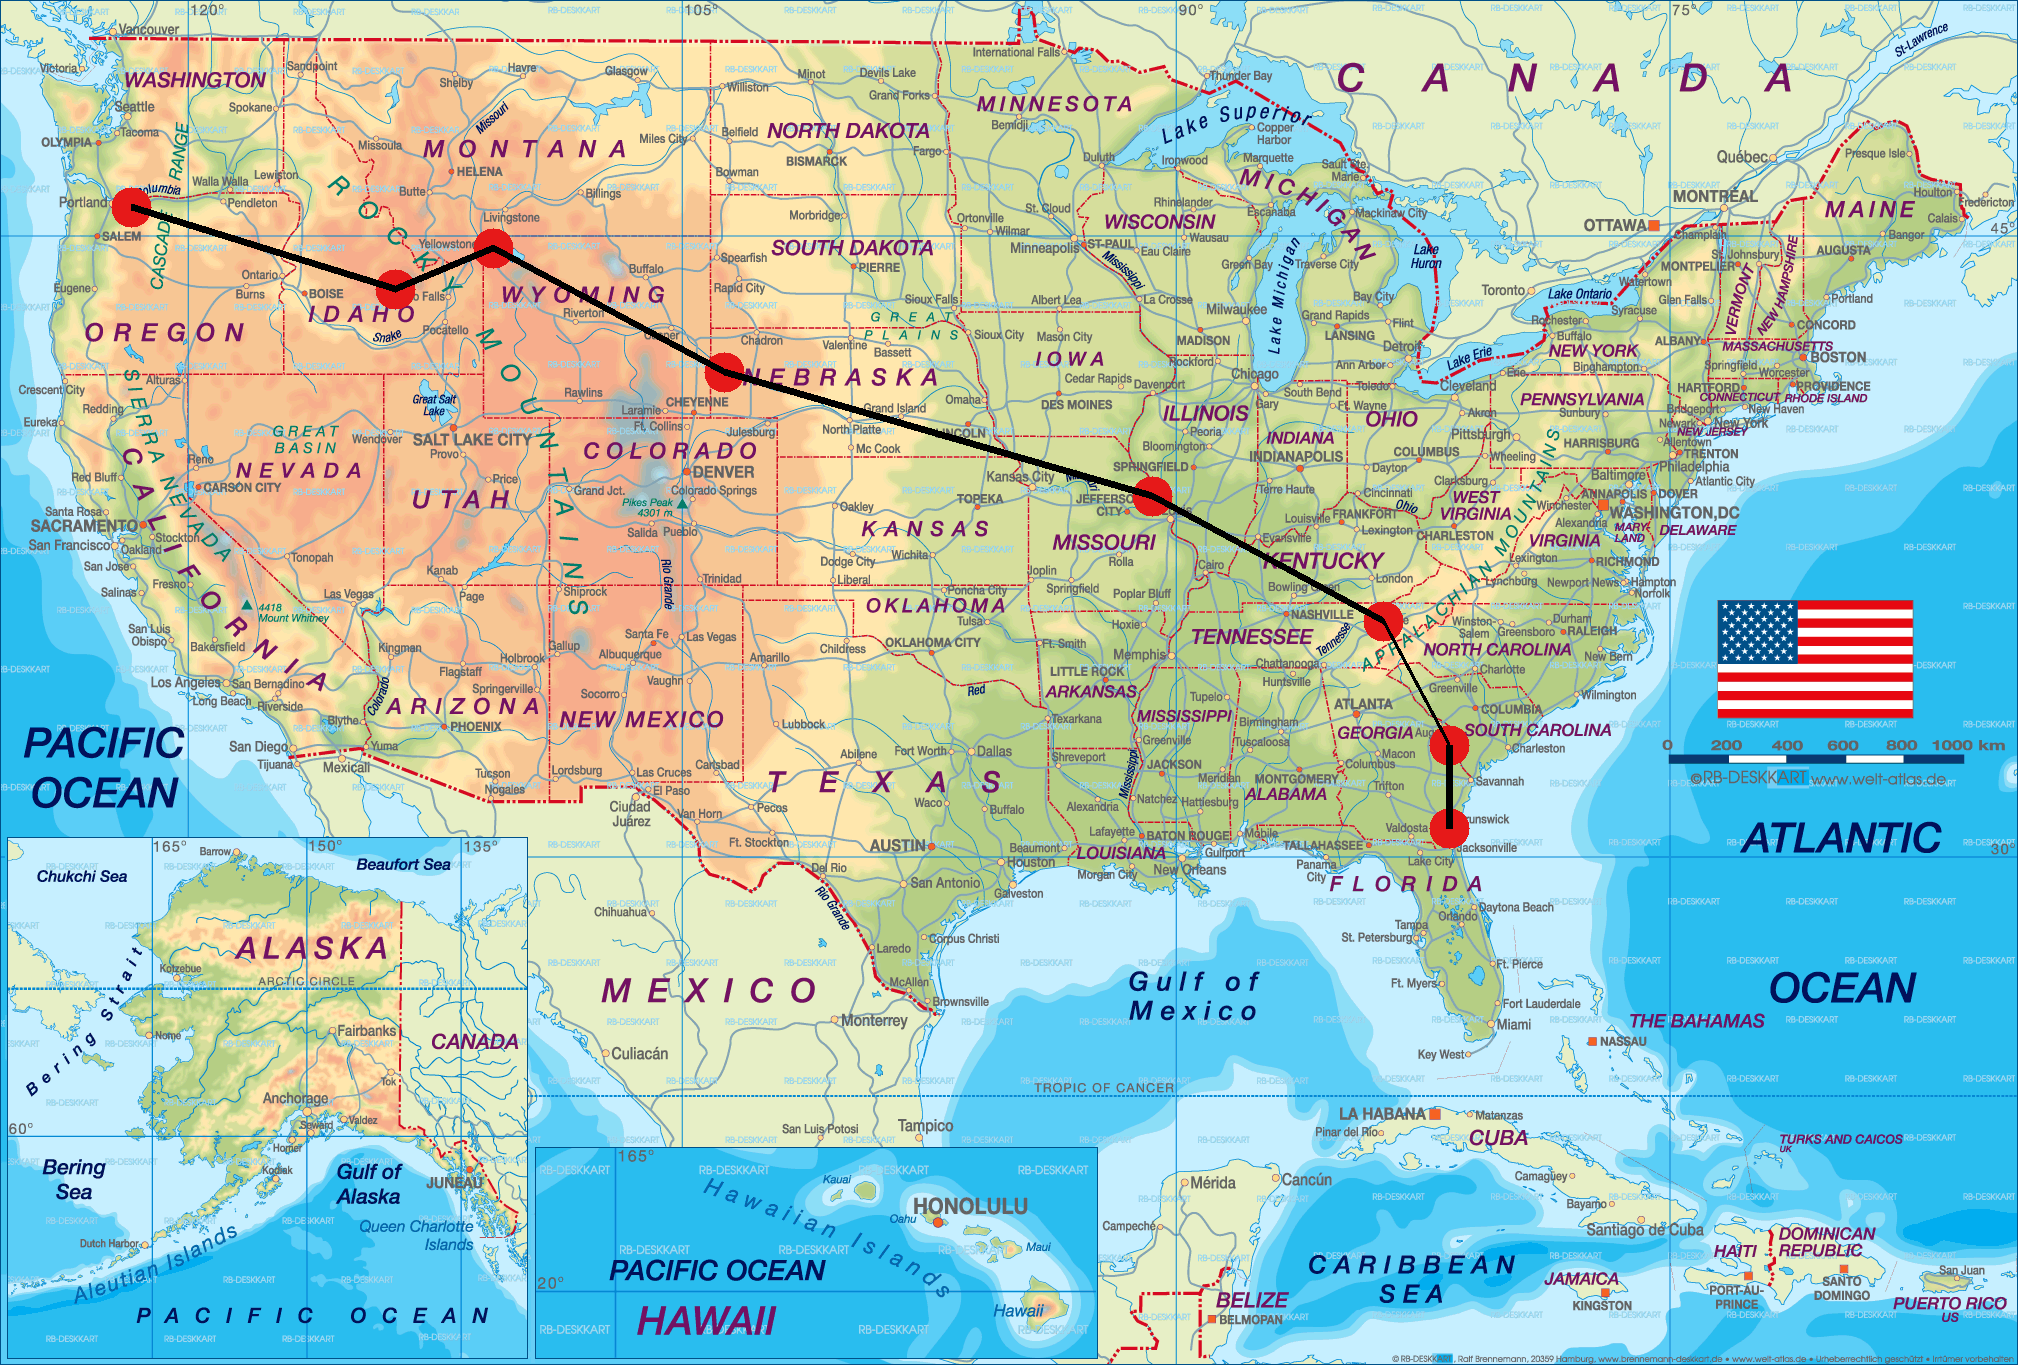 120°
105°
90°
75°
Vancouver
Victoria
WASHINGTON
Seattle
Tacoma
OLYMPIA
Spokane
Sandpoint
Shelby
Havre
Glasgow
Missouri
Williston
Minot
Devils Lake
Grand Forks
International Falls
Thunder Bay
CANADA
St-Lawrence
Lake Superior
Copper
Harbor
MINNESOTA
Bemidji
NORTH DAKOTA
Belfield
BISMARCK
Fargo
Bowman
Miles City
MONTANA
Missoula
HELENA
Butte
Billings
Livingstone
Yellowstone
Walla Walla
Lewiston
Pendleton
Portland
olumbia
SALEM
CASCAD
RANGE
ROCKY MOUNTAINS
Duluth
Ironwood
Marquette
Sault Ste.
Marie
MICHIGAN
Escanaba
Mackinaw City
Rhinelander
WISCONSIN
Wausau
St. Cloud
Ortonville
Wilmar
Minneapolis
ST-PAUL
Eau Claire
Mississippi
Green Bay
Traverse City
Lake Michigan
Lake
Huron
Québec
MONTRÉAL
OTTAWA
Presque Isle
MAINE
Houlton
Fredericton
Calais
Bangor
AUGUSTA
45°
Champlain
St. Johnsbury
MONTPELIER
VERMONT
NEW HAMPSHIRE
Watertown
Glen Falls
Portland
CONCORD
Toronto
Lake Ontario
Rochester
Syracuse
Buffalo
ALBANY
MASSACHUSETTS
BOSTON
NEW YORK
Binghampton
Springfield
Worcester
HARTFORD
PROVIDENCE
CONNECTICUT
RHODE ISLAND
Bridgeport
New Haven
Newark
New York
NEW JERSEY
Lake Erie
Erie
Cleveland
PENNSYLVANIA
Sunbury
Akron
Pittsburgh
HARRISBURG
Allentown
TRENTON
Philadelphia
Atlantic City
Wheeling
Baltimore
ANNAPOLIS
DOVER
WASHINGTON,DC
MARY-
LAND
DELAWARE
Morbridge
SOUTH DAKOTA
PIERRE
Spearfish
Rapid City
Sioux Falls
Buffalo
WYOMING
Riverton
Rawlins
Laramie
CHEYENNE
Ontario
Burns
BOISE
IDAHO
o Falls
Snake
Pocatello
Eugene
OREGON
Crescent City
Alturas
Redding
Eureka
Red Bluff
SIERRA NEVADA
Great Salt
Lake
SALT LAKE CITY
Provo
Wendover
GREAT
BASIN
NEVADA
Reno
CARSON CITY
UTAH
Price
Santa Rosa
SACRAMENTO
Stockton
San Francisco
Oakland
San Jose
Salinas
Fresno
Tonopah
CALIFORNIA
4418
Mount Whitney
Las Vegas
San Luis
Obispo
Bakersfield
Los Angeles
San Bernardino
Long Beach
Riverside
San Diego
Tijuana
Mexicali
Yuma
Blythe
Colorado
Kanab
Page
Kingman
Flagstaff
Holbrook
Springerville
ARIZONA
PHOENIX
Tucson
Nogales
GREAT
PLAINS
Chadron
Valentine
Bassett
Sioux City
NEBRASKA
Grand Island
North Platte
Omaha
INCOLN
Mc Cook
Julesburg
Ft. Collins
COLORADO
DENVER
Grand Jct.
Colorado Springs
Pikes Peak
4301 m
Salida
Pueblo
Trinidad
Shiprock
Rio Grande
Gallup
Santa Fe
Las Vegas
Albuquerque
Vaughn
Socorro
NEW MEXICO
Lordsburg
Las Cruces
Carlsbad
El Paso
Ciudad
Juárez
Albert Lea
La Crosse
Mason City
IOWA
Cedar Rapids
Davenport
DES MOINES
Milwaukee
MADISON
Rockford
Chicago
Gary
Bay City
Grand Rapids
Flint
LANSING
Detroit
Ann Arbor
South Bend
Toledo
Ft. Wayne
OHIO
ILLINOIS
Peoria
Bloomington
SPRINGFIELD
INDIANA
INDIANAPOLIS
Terre Haute
Dayton
COLUMBUS
Cincinnati
Clarksburg
WEST
VIRGINIA
Winchester
Alexandria
VIRGINIA
Lexington
RICHMOND
Lynchburg
Newport News
Hampton
Norfolk
CHARLESTON
Ohio
Louisville
FRANKFORT
Lexington
Evansville
KENTUCKY
London
Bowling Green
APPALACHIAN MOUNTAINS
Kansas City
TOPEKA
JEFFERSO
CITY
Oakley
KANSAS
Wichita
Dodge City
Liberal
MISSOURI
Rolla
Joplin
Springfield
Cairo
Poplar Bluff
Ponca City
OKLAHOMA
Tulsa
OKLAHOMA CITY
Hoxie
NASHVILLE
TENNESSEE
Tennesse
Memphis
Chattanooga
Huntsville
Winston-
Salem
Greensboro
Durham
RALEIGH
NORTH CAROLINA
New Bern
Charlotte
Greenville
Wilmington
COLUMBIA
SOUTH CAROLINA
Charleston
Amarillo
Childress
Ft. Smith
LITTLE ROCK
ARKANSAS
Red
Texarkana
Tupelo
MISSISSIPPI
Greenville
Birmingham
Tuscaloosa
ATLANTA
GEORGIA
Aug
Macon
Columbus
Savannah
Lubbock
Abilene
Fort Worth
Dallas
Shreveport
Mississippi
JACKSON
Meridian
MONTGOMERY
ALABAMA
Trifton
TEXAS
Pecos
Van Horn
Waco
Buffalo
Alexandria
Natchez
Hattiesburg
Valdosta
unswick
Ft. Stockton
AUSTIN
Beaumont
Houston
Lafayette
BATON ROUGE
Mobile
LOUISIANA
Gulfport
New Orleans
Morgan City
TALLAHASSEE
Panama
City
Lake City
acksonville
FLORIDA
Del Rio
San Antonio
Galveston
Daytona Beach
Orlando
Tampa
St. Petersburg
Ft. Pierce
Ft. Myers
Fort Lauderdale
Miami
Key West
Rio Grande
Laredo
Corpus Christi
McAllen
Brownsville
Chihuahua
MEXICO
Monterrey
Culiacán
San Luis Potosi
Tampico
Gulf of
Mexico
TROPIC OF CANCER
PACIFIC
OCEAN
0 200 400 600 800 1000 km
©RB-DESKKART www.welt-atlas.de
ATLANTIC
30°
OCEAN
THE BAHAMAS
NASSAU
LA HABANA
Matanzas
Pinar del Rio
CUBA
Camagüey
Bayamo
Santiago de Cuba
TURKS AND CAICOS
UK
Mérida
Cancún
Campeche
CARIBBEAN
SEA
BELIZE
BELMOPAN
JAMAICA
KINGSTON
HAITI
PORT-AU-
PRINCE
DOMINICAN
REPUBLIC
SANTO
DOMINGO
San Juan
PUERTO RICO
US
165°
150°
135°
Barrow
Beaufort Sea
Chukchi Sea
ALASKA
Kotzebue
ARCTIC CIRCLE
Nome
Fairbanks
CANADA
Bering Strait
Tok
Anchorage
Valdez
Seward
Homer
Kodiak
60°
Bering
Sea
Gulf of
Alaska
JUNEAU
Queen Charlotte
Islands
Dutch Harbor
Aleutian Islands
PACIFIC OCEAN
165°
Kauai
Hawaiian Islands
HONOLULU
Oahu
Maui
PACIFIC OCEAN
20°
HAWAII
Hawaii
© RB-DESKKART, Ralf Brennemann, 20359 Hamburg, www.brennemann-deskkart.de • www.welt-atlas.de • Urheberrechtlich geschützt • Irrtümer vorbehalten